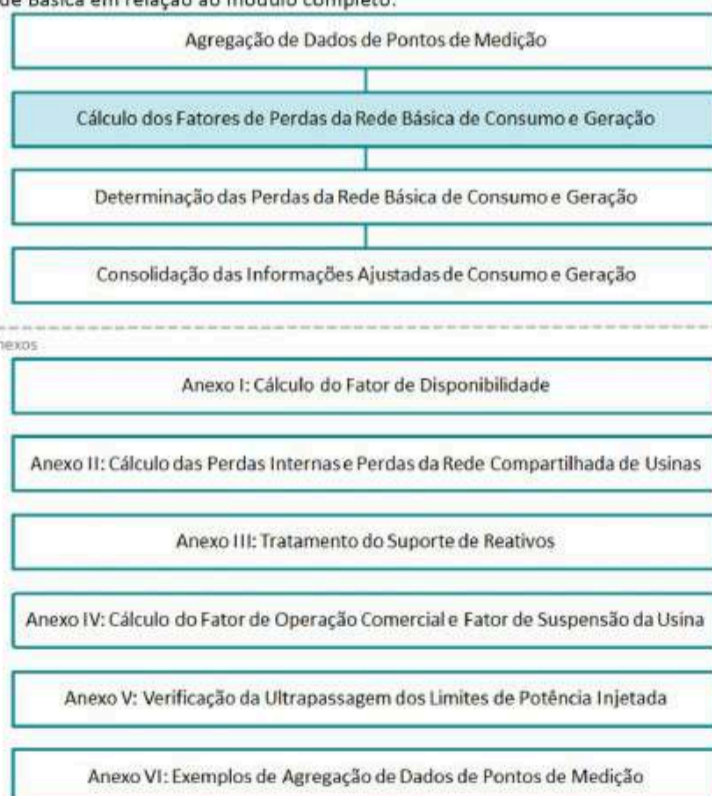 de Básica em relação ao módulo completo.
Agregação de Dados de Pontos de Medição
Cálculo dos Fatores de Perdas da Rede Básica de Consumo e Geração
Determinação das Perdas da Rede Básica de Consumo e Geração
Consolidação das Informações Ajustadas de Consumo e Geração
nexos
Anexo I: Cálculo do Fator de Disponibilidade
Anexo II: Cálculo das Perdas Internas e Perdas da Rede Compartilhada de Usinas
Anexo III: Tratamento do Suporte de Reativos
Anexo IV: Cálculo do Fator de Operação Comercial e Fator de Suspensão da Usina
Anexo V: Verificação da Ultrapassagem dos Limites de Potência Injetada
Anexo VI: Exemplos de Agregação de Dados de Pontos de Medição